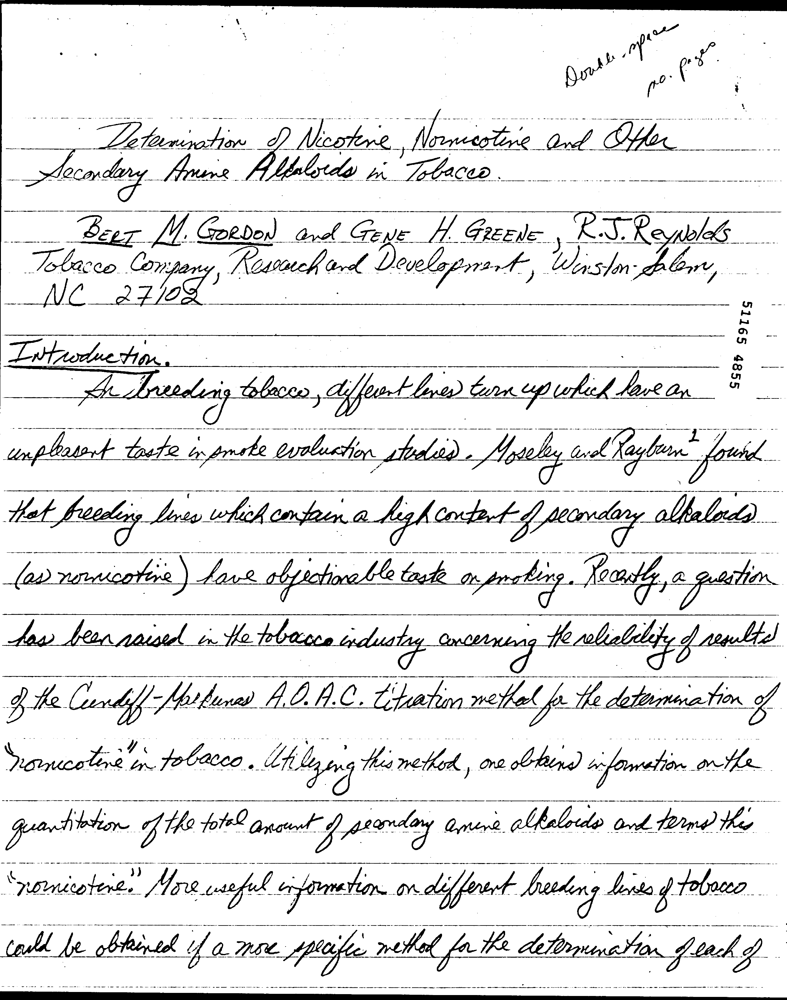 Double-space
no. pages
Determination of Nicotine, Nornicotine and Other
Secondary Amine Alkaloids in Tobacco.
BERT M. GORDON and GENE H. GREENE, R.J. Reynolds
Tobacco Company, Research and Development, Winston-Salem,
NC 27102
51165 4855
Introduction.
In breeding tobacco, different lines turn up which have an
unpleasent taste in smoke evaluation studies. Moseley and Rayburn¹ found
that breeding lines which contain a high content of secondary alkaloids
(as nornicotine) have objectionable taste on smoking. Recently, a question
has been raised in the tobacco industry concerning the reliability of results
of the Cundiff-Markunas A.O.A.C. titration method for the determination of
"nornicotine" in tobacco. Utilizing this method, one obtains information on the
quantitation of the total amount of secondary amine alkaloids and terms this
"nornicotine." More useful information on different breeding lines of tobacco
could be obtained if a more specific method for the determination of each of